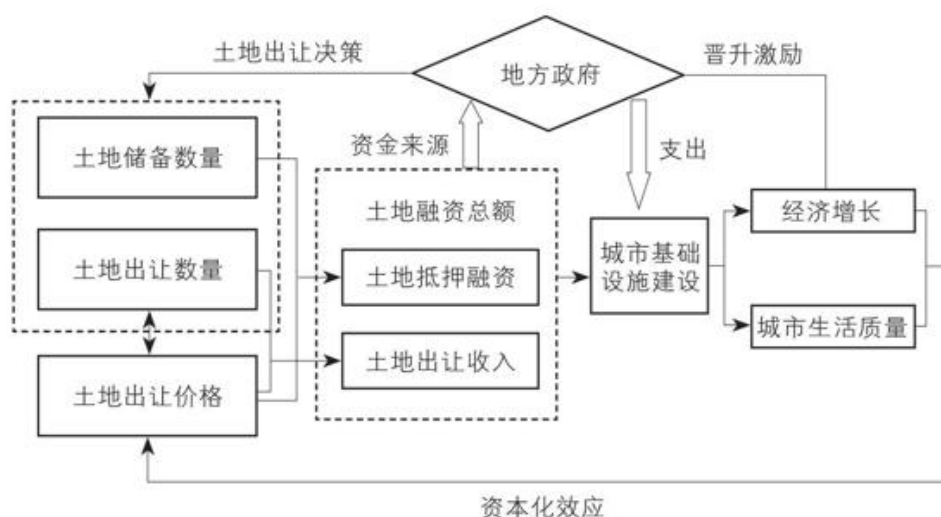 土地出让决策
地方政府
晋升激励
土地储备数量
资金来源
支出
土地融资总额
经济增长
土地出让数量
土地抵押融资
城市基础
设施建设
城市生活质量
土地出让价格
土地出让收入
资本化效应